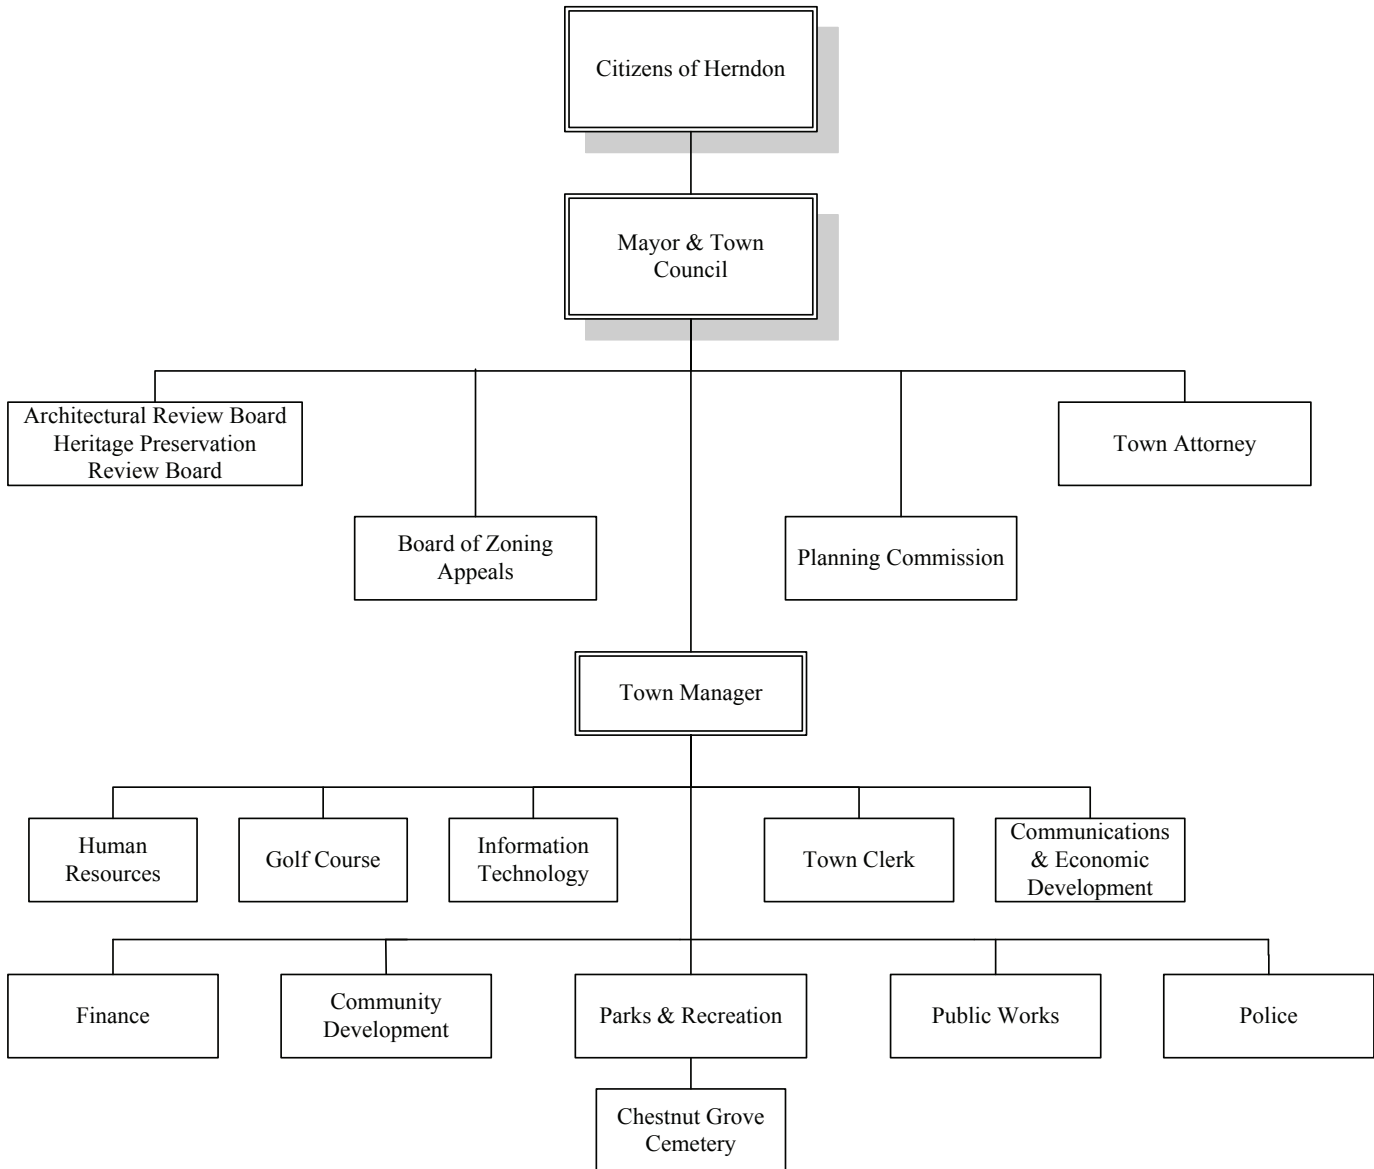 Citizens of Herndon
Mayor & Town
Council
Architectural Review Board
Heritage Preservation
Review Board
Town Attorney
Board of Zoning
Appeals
Planning Commission
Town Manager
Human
Resources
Golf Course
Information
Technology
Town Clerk
Communications
& Economic
Development
Finance
Community
Development
Parks & Recreation
Public Works
Police
Chestnut Grove
Cemetery